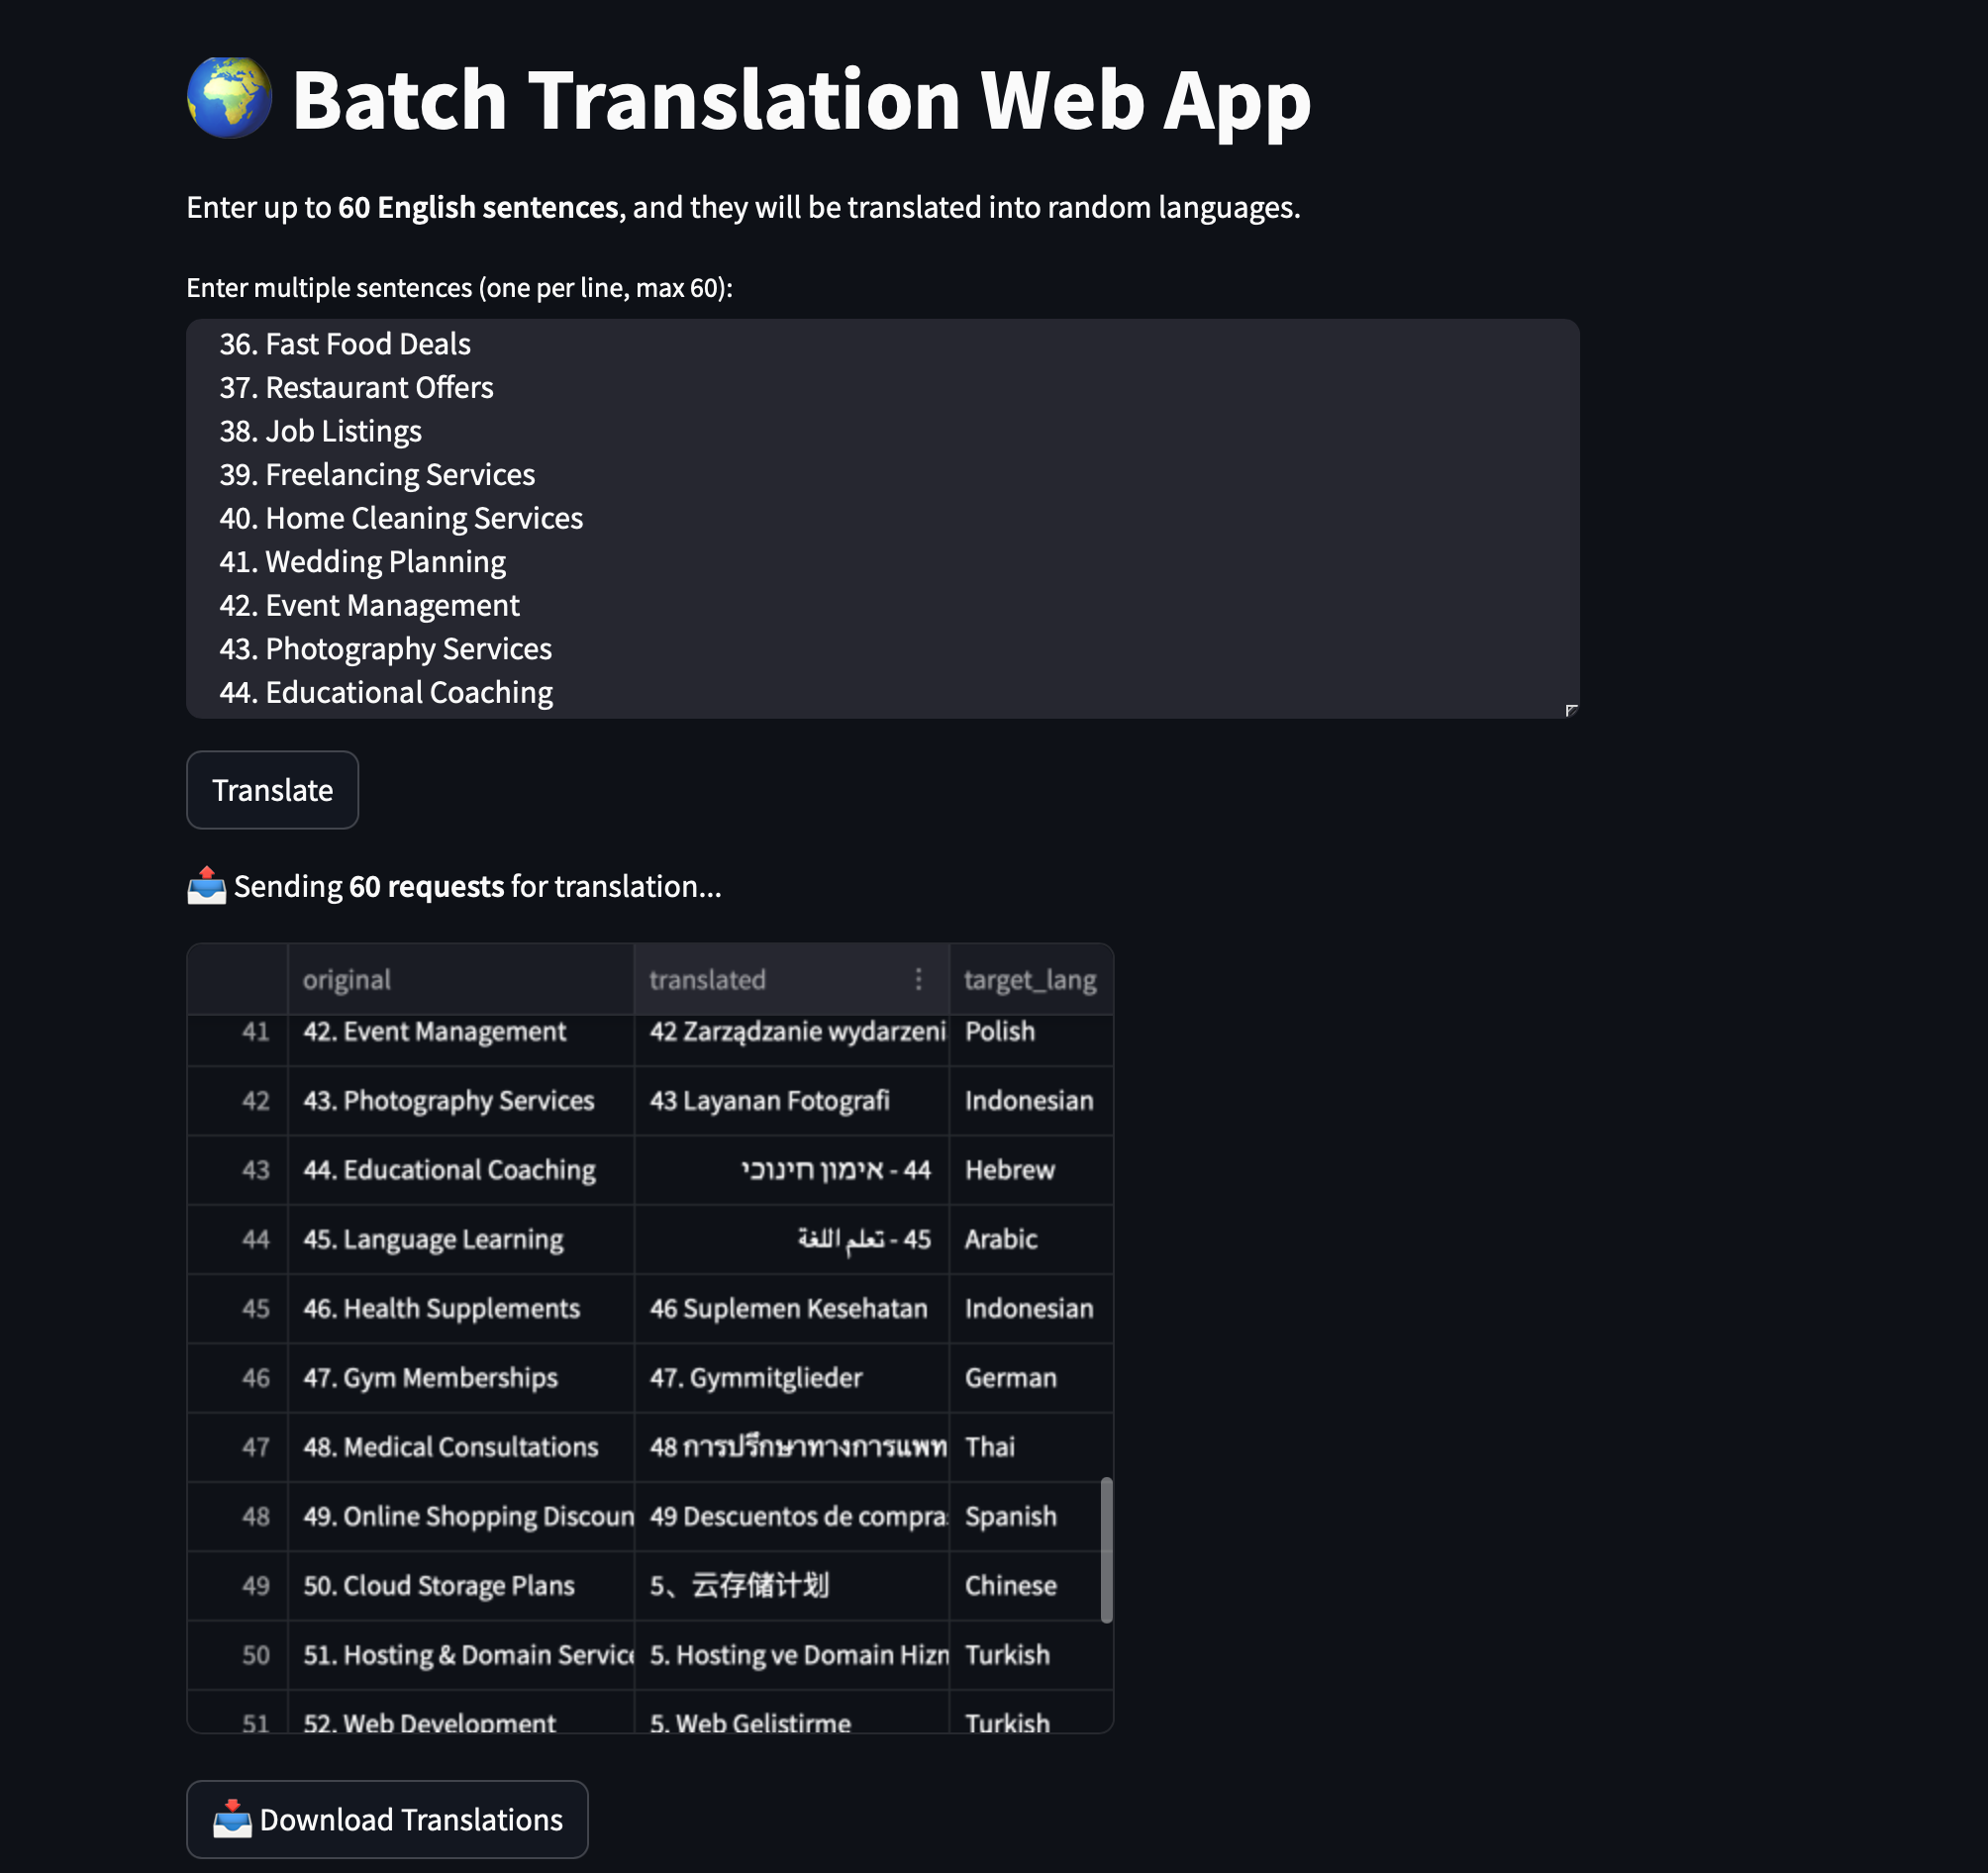 🌍 Batch Translation Web App
Enter up to 60 English sentences, and they will be translated into random languages.
Enter multiple sentences (one per line, max 60):
36. Fast Food Deals
37. Restaurant Offers
38. Job Listings
39. Freelancing Services
40. Home Cleaning Services
41. Wedding Planning
42. Event Management
43. Photography Services
44. Educational Coaching
Translate
📤 Sending 60 requests for translation...
original translated target_lang
41 42. Event Management 42 Zarządzanie wydarzeni Polish
42 43. Photography Services 43 Layanan Fotografi Indonesian
43 44. Educational Coaching 44 - אימון חינוכי Hebrew
44 45. Language Learning 45 - تعلم اللغة Arabic
45 46. Health Supplements 46 Suplemen Kesehatan Indonesian
46 47. Gym Memberships 47. Gymmitglieder German
47 48. Medical Consultations 48 การปรึกษาทางการแพท Thai
48 49. Online Shopping Discoun 49 Descuentos de compra Spanish
49 50. Cloud Storage Plans 5、云存储计划 Chinese
50 51. Hosting & Domain Service 5. Hosting ve Domain Hizn Turkish
51 52. Web Development 5. Web Gelistirme Turkish
📥 Download Translations